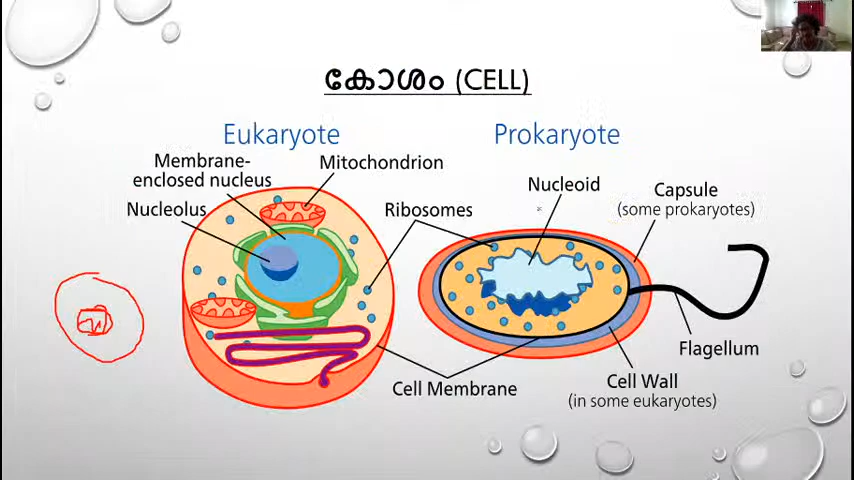 കോശം (CELL)
Eukaryote
Prokaryote
Membrane-
enclosed nucleus
Mitochondrion
Nucleolus
Ribosomes
Nucleoid
Capsule
(some prokaryotes)
Flagellum
Cell Membrane
Cell Wall
(in some eukaryotes)